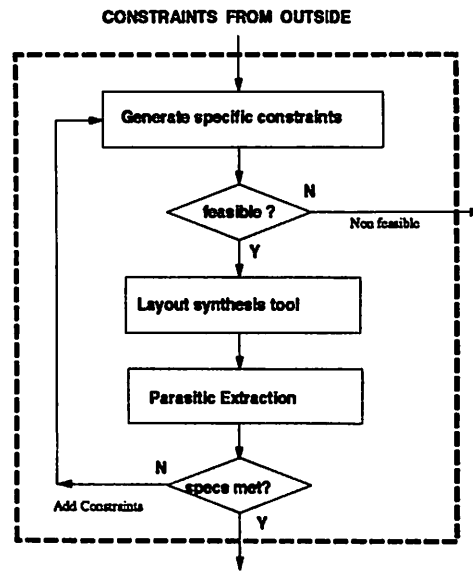 CONSTRAINTS FROM OUTSIDE
Generate specific constraints
feasible ?
N
Non feasible
Y
Layout synthesis tool
Parasitic Extraction
N
specs met?
Add Constraints
Y